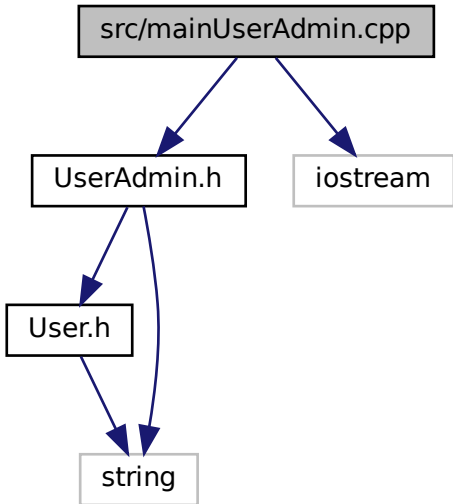 src/mainUserAdmin.cpp
UserAdmin.h
iostream
User.h
string